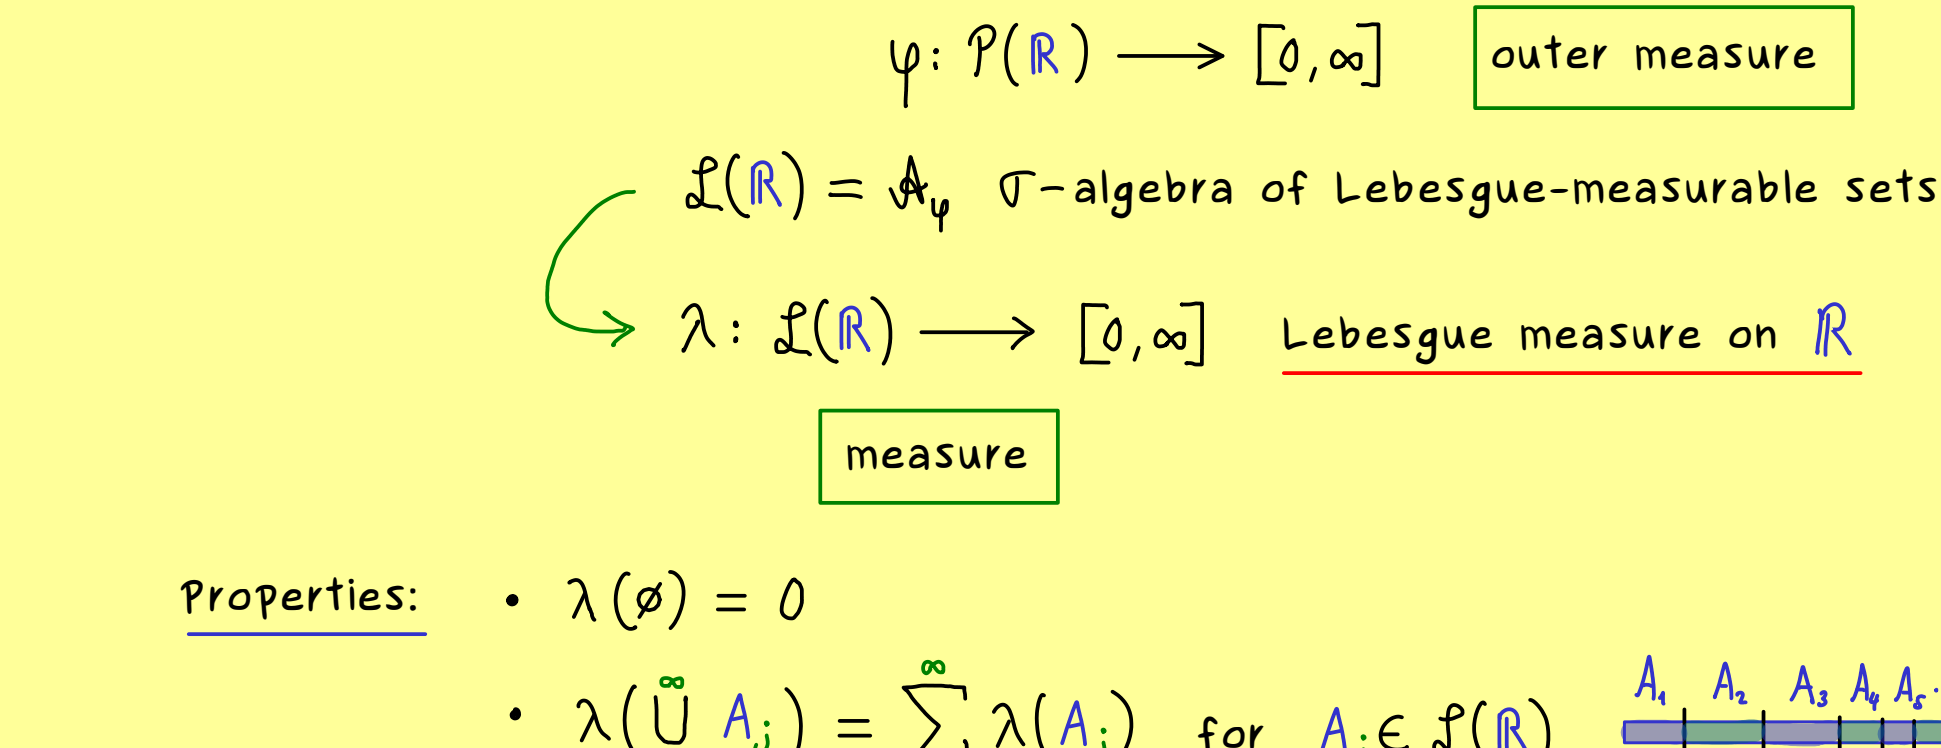 φ: P(ℝ) ⟶ [0,∞] outer measure
ℒ(ℝ) = 𝒜_φ σ-algebra of Lebesgue-measurable sets
λ: ℒ(ℝ) ⟶ [0,∞] Lebesgue measure on ℝ
measure
Properties: • λ(∅) = 0
A₁ A₂ A₃ A₄ A₅
• λ(⋃^∞ A_j) = ∑^∞ λ(A_j) for A_j ∈ ℒ(ℝ)